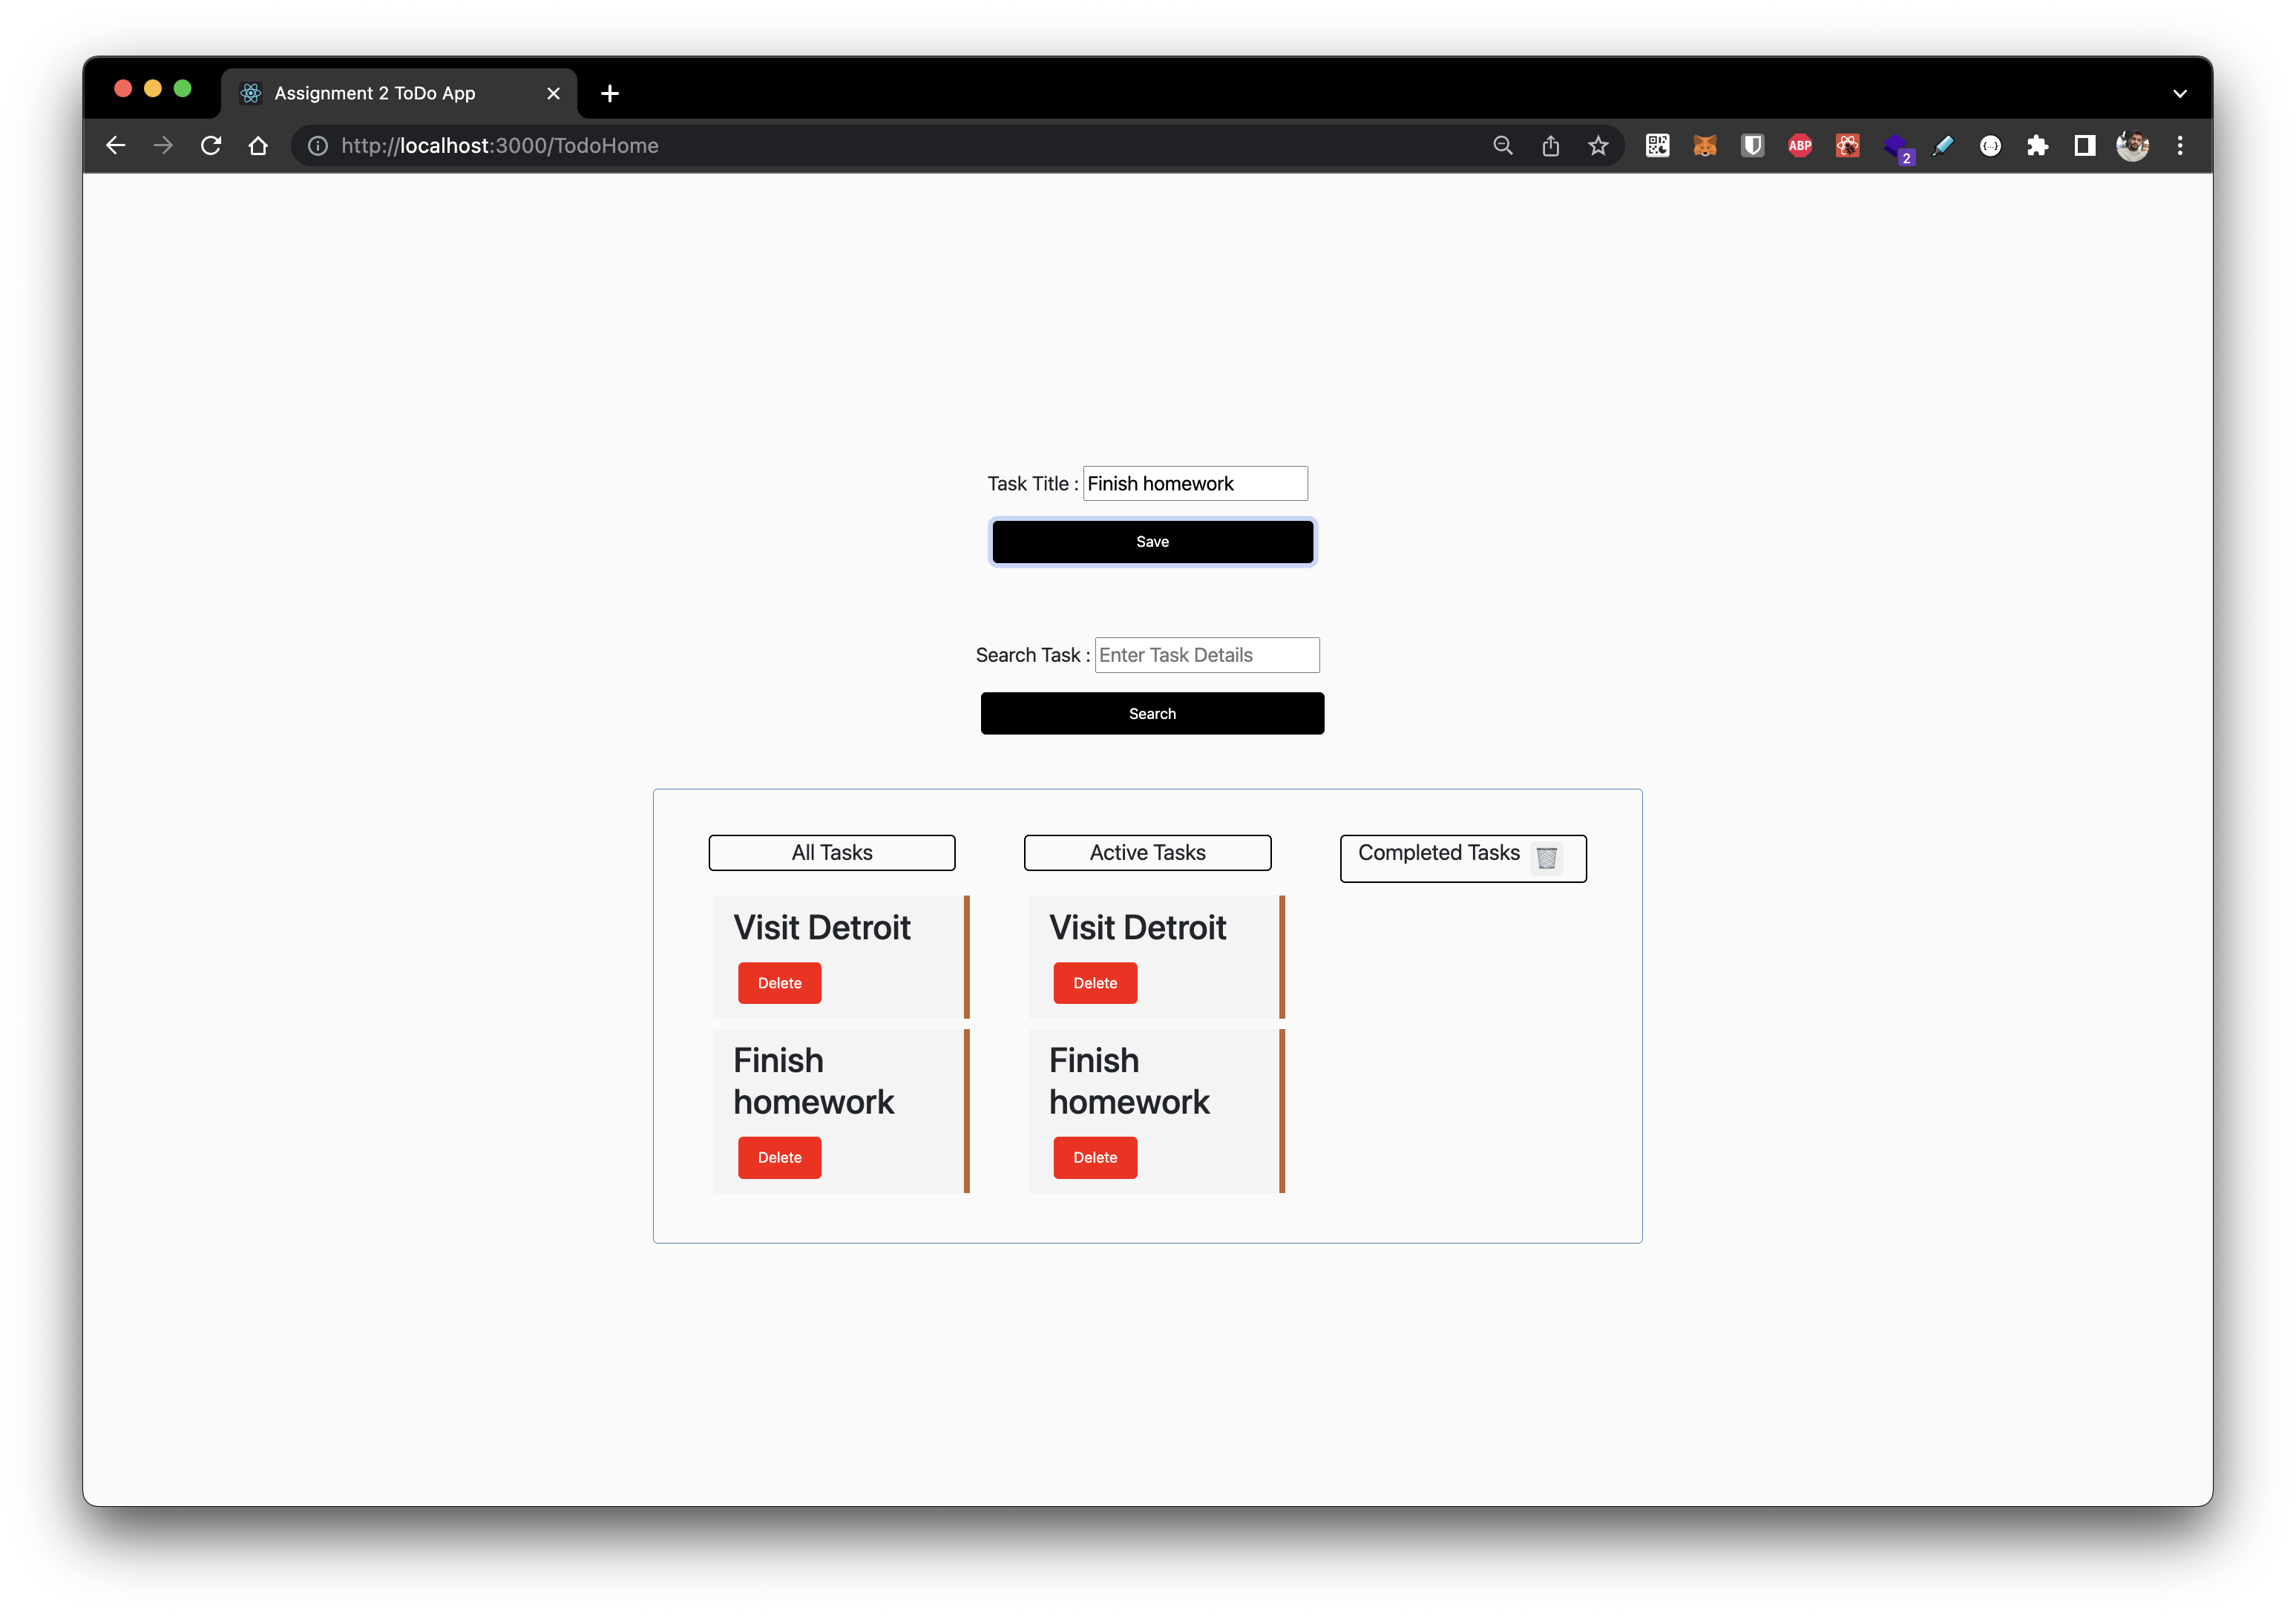 Assignment 2 ToDo App
http://localhost:3000/TodoHome
ABP
2
Task Title : Finish homework
Save
Search Task : Enter Task Details
Search
All Tasks
Active Tasks
Completed Tasks
Visit Detroit
Delete
Finish
homework
Delete
Visit Detroit
Delete
Finish
homework
Delete